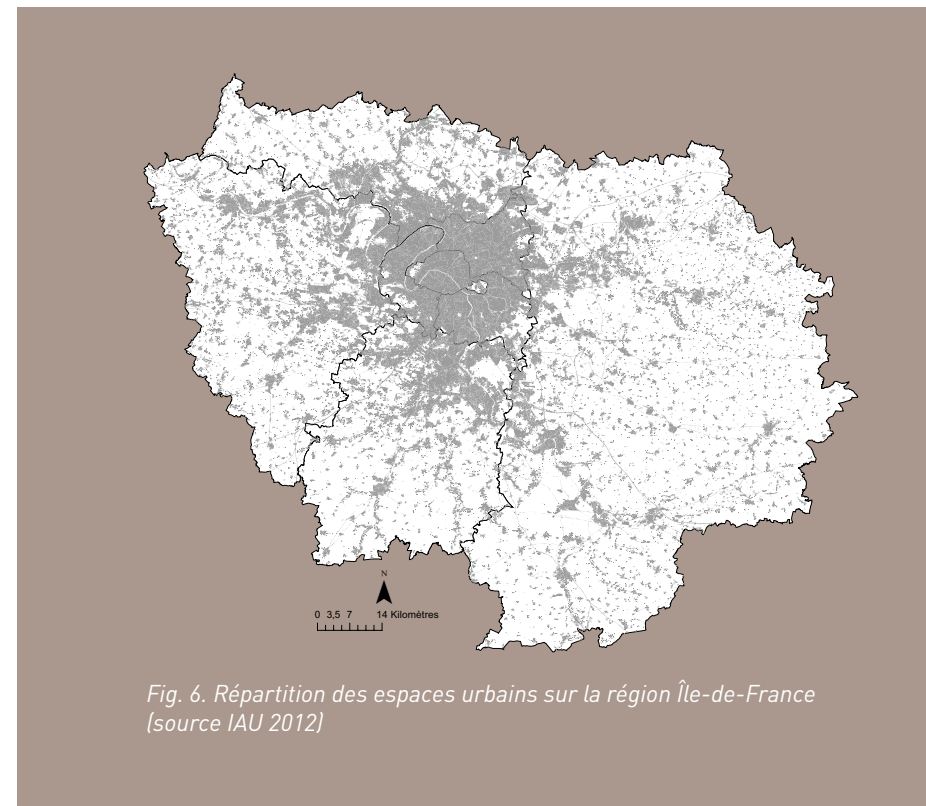 N
0 3,5 7 14 Kilomètres
Fig. 6. Répartition des espaces urbains sur la région Île-de-France
(source IAU 2012)